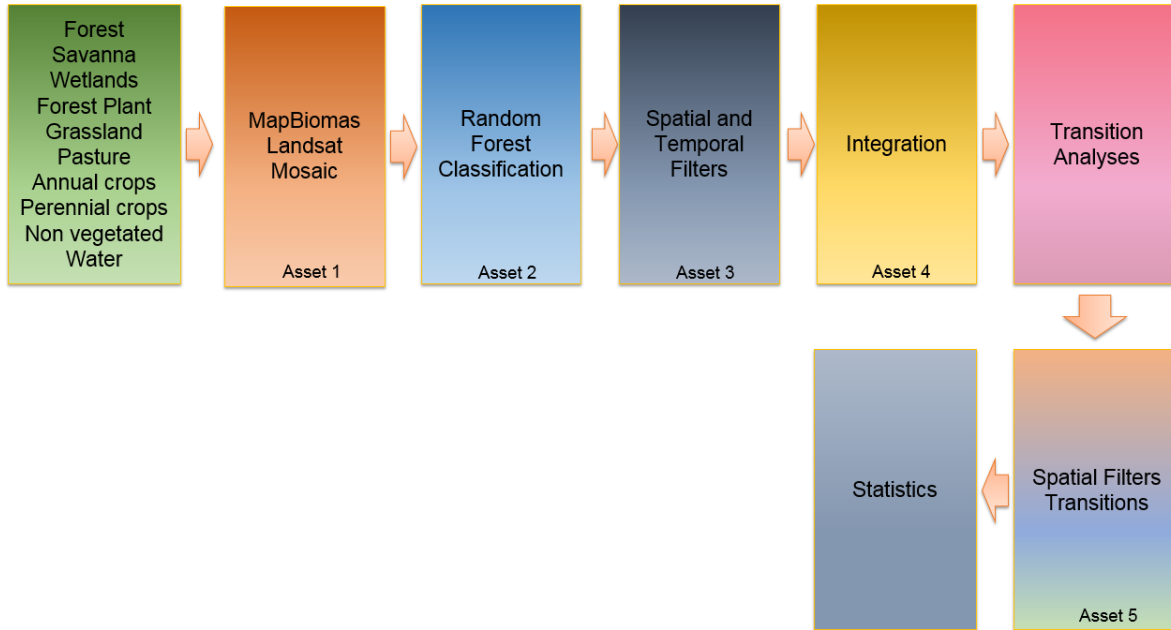 Forest
Savanna
Wetlands
Forest Plant
Grassland
Pasture
Annual crops
Perennial crops
Non vegetated
Water
MapBiomas
Landsat
Mosaic
Asset 1
Random
Forest
Classification
Asset 2
Spatial and
Temporal
Filters
Asset 3
Integration
Asset 4
Transition
Analyses
Spatial Filters
Transitions
Asset 5
Statistics